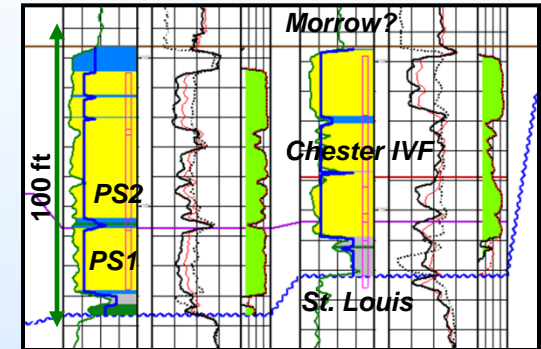 Morrow?
100 ft
Chester IVF
PS2
PS1
St. Louis